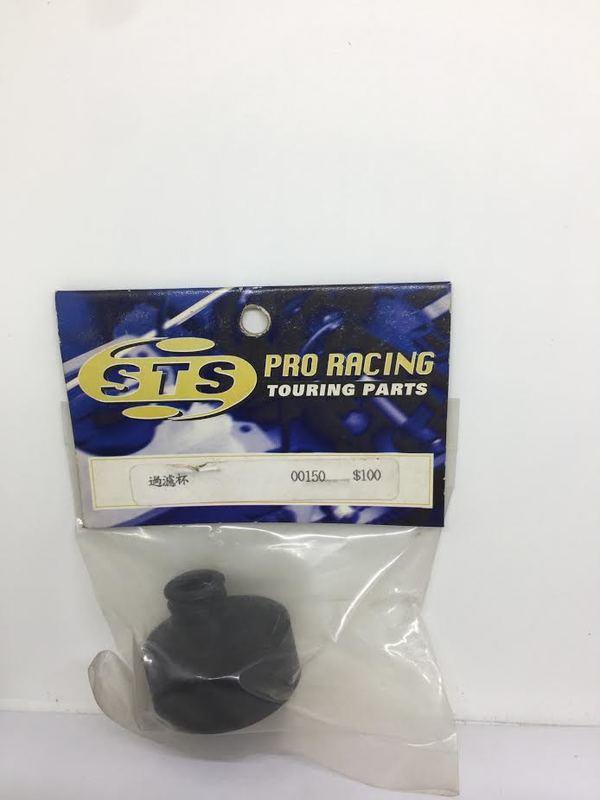 STS
PRO RACING
TOURING PARTS
過濾杯 00150 $100